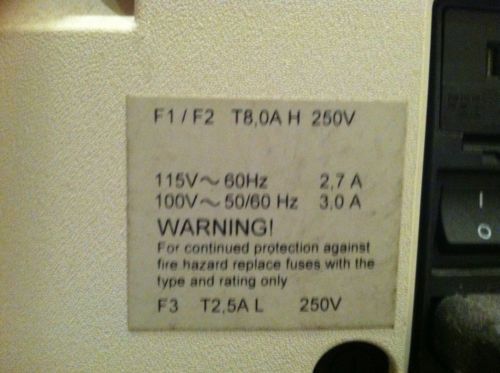 F1 / F2 T8,0A H 250V
115V~ 60Hz 2,7 A
100V~ 50/60 Hz 3,0 A
WARNING!
For continued protection against
fire hazard replace fuses with the
type and rating only
F3 T2,5A L 250V
I
O